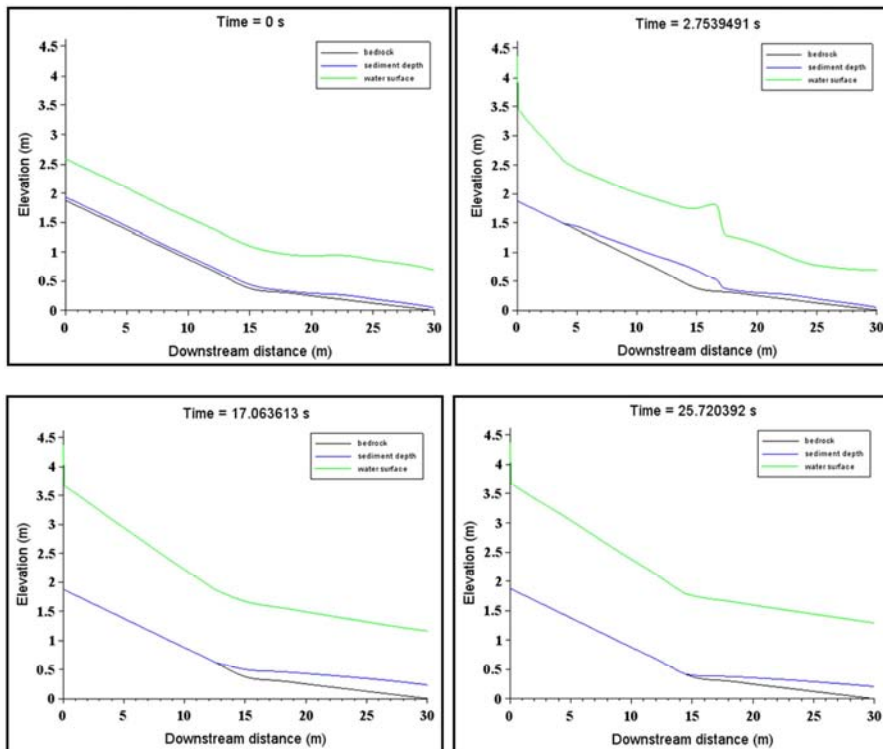 Time = 0 s
bedrock
sediment depth
water surface
Elevation (m)
4.5
4
3.5
3
2.5
2
1.5
1
0.5
0
0 5 10 15 20 25 30
Downstream distance (m)
Time = 2.7539491 s
bedrock
sediment depth
water surface
Elevation (m)
4.5
4
3.5
3
2.5
2
1.5
1
0.5
0
0 5 10 15 20 25 30
Downstream distance (m)
Time = 17.063613 s
bedrock
sediment depth
water surface
Elevation (m)
4.5
4
3.5
3
2.5
2
1.5
1
0.5
0
0 5 10 15 20 25 30
Downstream distance (m)
Time = 25.720392 s
bedrock
sediment depth
water surface
Elevation (m)
4.5
4
3.5
3
2.5
2
1.5
1
0.5
0
0 5 10 15 20 25 30
Downstream distance (m)